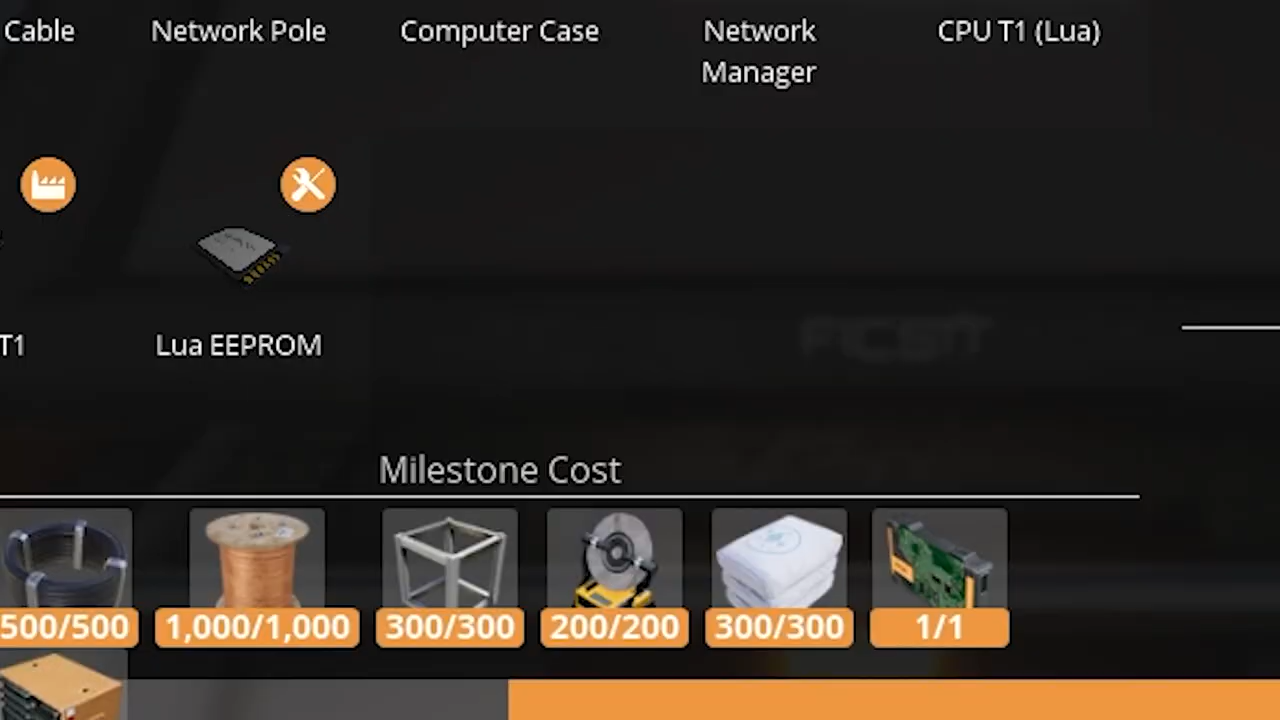 Cable
Network Pole
Computer Case
Network
Manager
CPU T1 (Lua)
T1
Lua EEPROM
FICSIT
Milestone Cost
500/500
1,000/1,000
300/300
200/200
300/300
1/1